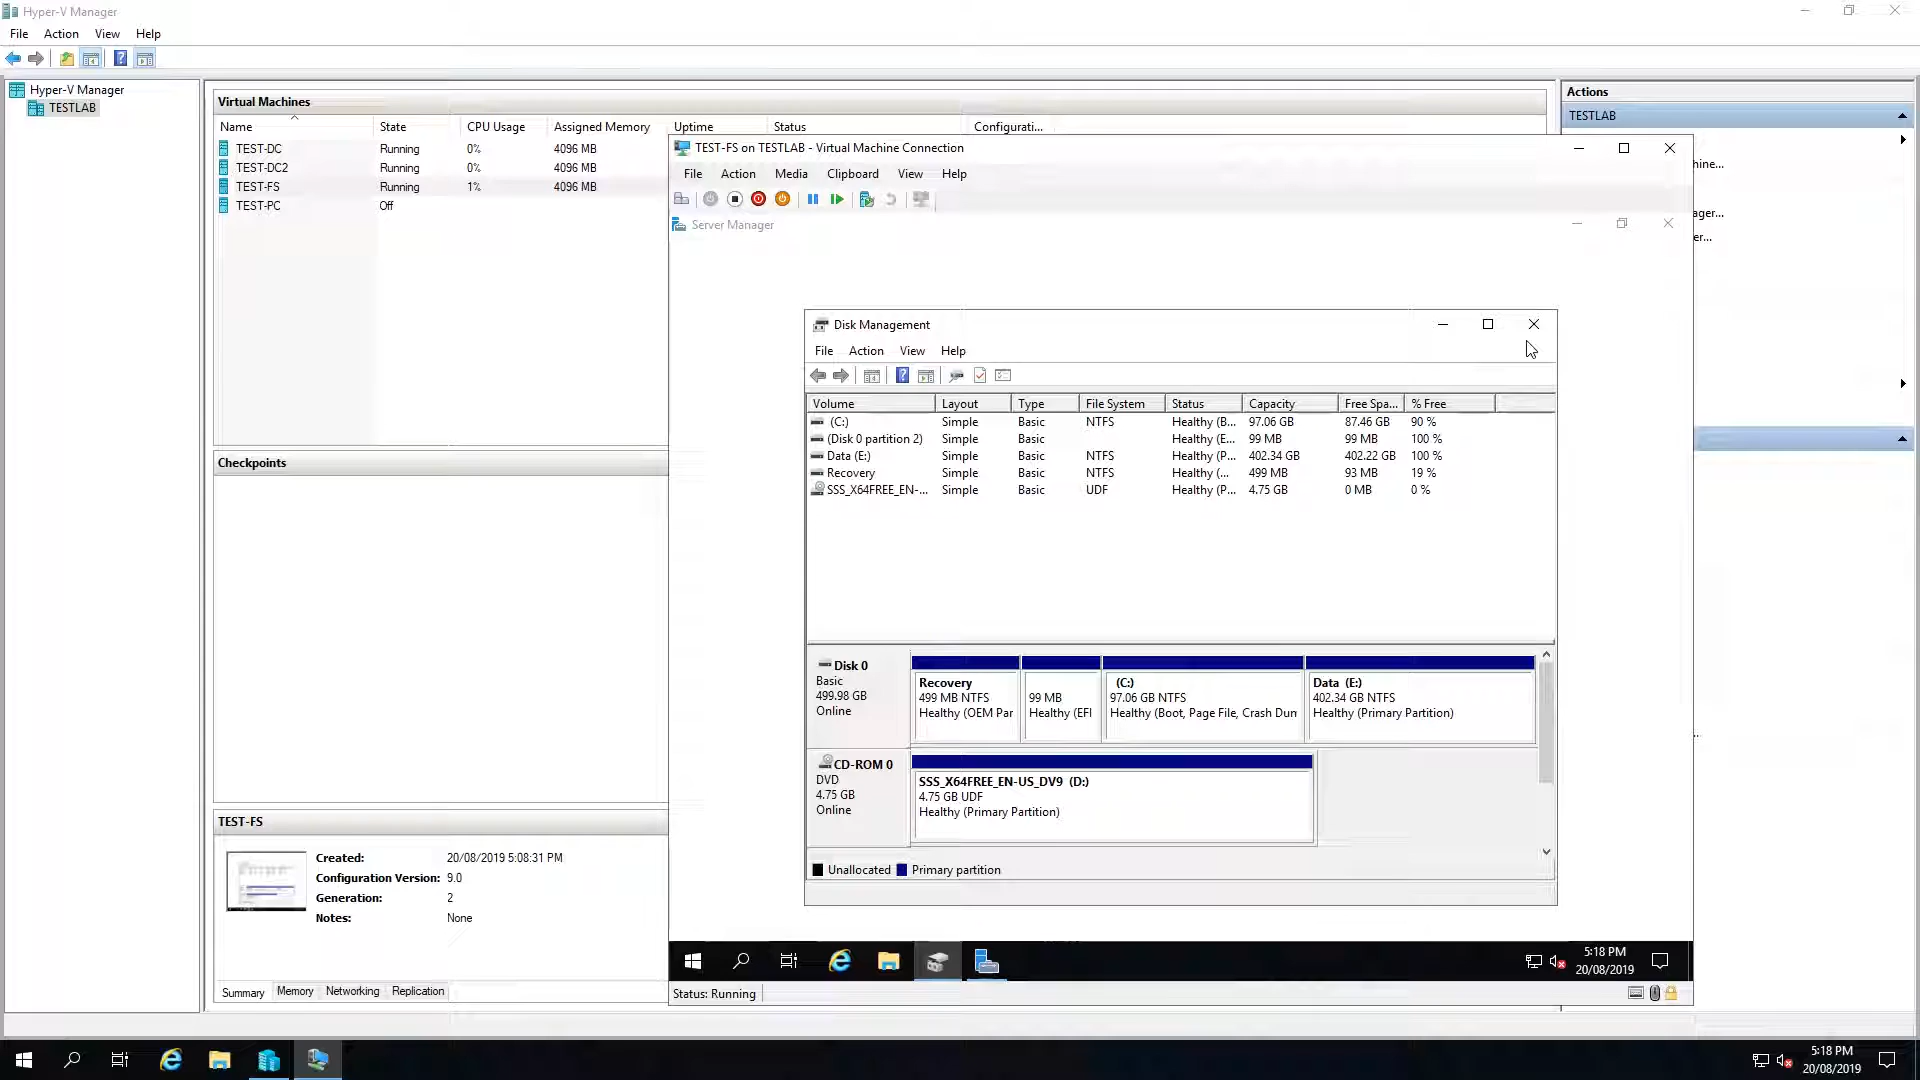 Hyper-V Manager
File Action View Help
Hyper-V Manager
TESTLAB
Virtual Machines
Name State CPU Usage Assigned Memory Uptime Status Configurati...
TEST-DC Running 0% 4096 MB
TEST-DC2 Running 0% 4096 MB
TEST-FS Running 1% 4096 MB
TEST-PC Off
Checkpoints
TEST-FS
Created: 20/08/2019 5:08:31 PM
Configuration Version: 9.0
Generation: 2
Notes: None
Summary Memory Networking Replication
Actions
TESTLAB
hine...
ager...
er...
TEST-FS on TESTLAB - Virtual Machine Connection
File Action Media Clipboard View Help
Server Manager
Disk Management
File Action View Help
Volume Layout Type File System Status Capacity Free Spa... % Free
(C:) Simple Basic NTFS Healthy (B... 97.06 GB 87.46 GB 90 %
(Disk 0 partition 2) Simple Basic Healthy (E... 99 MB 99 MB 100 %
Data (E:) Simple Basic NTFS Healthy (P... 402.34 GB 402.22 GB 100 %
Recovery Simple Basic NTFS Healthy (... 499 MB 93 MB 19 %
SSS_X64FREE_EN-... Simple Basic UDF Healthy (P... 4.75 GB 0 MB 0 %
Disk 0
Basic
499.98 GB
Online
Recovery
499 MB NTFS
Healthy (OEM Par
99 MB
Healthy (EFI
(C:)
97.06 GB NTFS
Healthy (Boot, Page File, Crash Dun
Data (E:)
402.34 GB NTFS
Healthy (Primary Partition)
CD-ROM 0
DVD
4.75 GB
Online
SSS_X64FREE_EN-US_DV9 (D:)
4.75 GB UDF
Healthy (Primary Partition)
Unallocated Primary partition
5:18 PM
20/08/2019
Status: Running
5:18 PM
20/08/2019